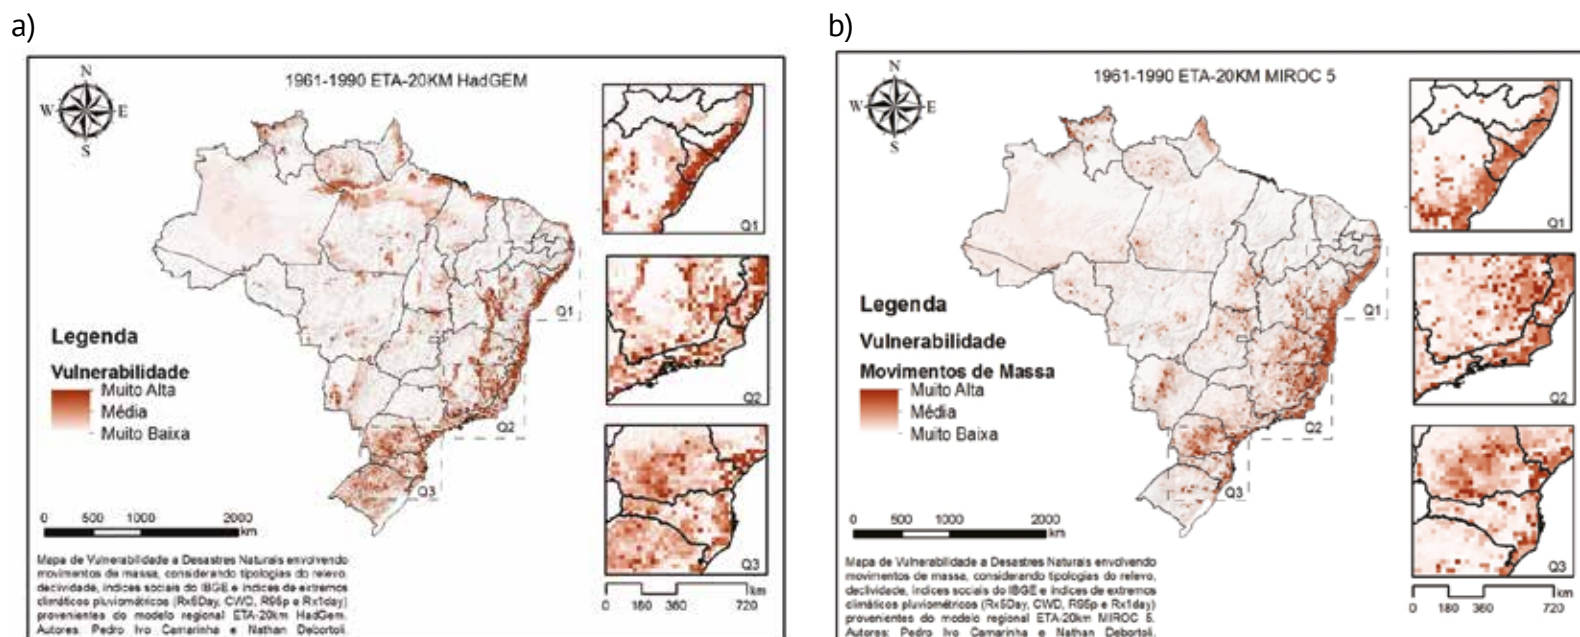 a)
1961-1990 ETA-20KM HadGEM
N
W E
S
Q1
Q2
Q3
Q1
Q2
Q3
Legenda
Vulnerabilidade
Muito Alta
Média
Muito Baixa
0 500 1000 2000
km
Mapa de Vulnerabilidade a Desastres Naturais envolvendo
movimentos de massa, considerando tipologias do relevo,
declividade, índices sociais do IBGE e índices de extremos
climáticos pluviométricos (Rx5Day, CWD, R95p e Rx1day)
provenientes do modelo regional ETA-20km HadGem.
Autores: Pedro Ivo Camarinha e Nathan Debortoli.
0 180 360 720
b)
1961-1990 ETA-20KM MIROC 5
N
W E
S
Q1
Q2
Q3
Q1
Q2
Q3
Legenda
Vulnerabilidade
Movimentos de Massa
Muito Alta
Média
Muito Baixa
0 500 1000 2000
km
Mapa de Vulnerabilidade a Desastres Naturais envolvendo
movimentos de massa, considerando tipologias do relevo,
declividade, índices sociais do IBGE e índices de extremos
climáticos pluviométricos (Rx5Day, CWD, R95p e Rx1day)
provenientes do modelo regional ETA-20km MIROC 5.
Autores: Pedro Ivo Camarinha e Nathan Debortoli.
0 180 360 720